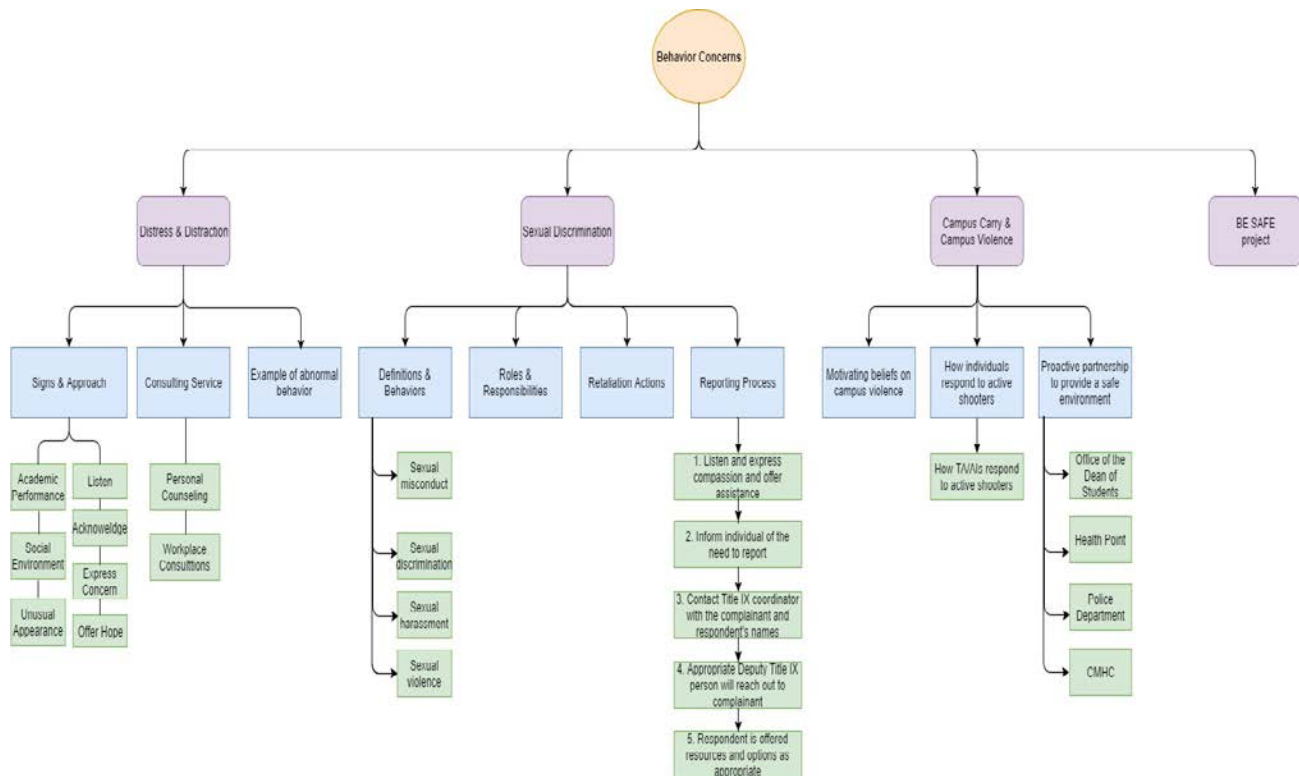 Behavior Concerns
Distress & Distraction
Sexual Discrimination
Campus Carry &
Campus Violence
BE SAFE
project
Signs & Approach
Consulting Service
Example of abnormal
behavior
Definitions &
Behaviors
Roles &
Responsibilities
Retaliation Actions
Reporting Process
Motivating beliefs on
campus violence
How individuals
respond to active
shooters
Proactive partnership
to provide a safe
environment
Academic
Performance
Social
Environment
Unusual
Appearance
Liston
Acknoweldge
Express
Concern
Offer Hope
Personal
Counseling
Workplace
Consulttions
Sexual
misconduct
Sexual
discrimination
Sexual
harassment
Sexual
violence
1. Listen and express
compassion and offer
assistance
2. Inform individual of the
need to report
3. Contact Title IX coordinator
with the complainant and
respondent's names
4. Appropriate Deputy Title IX
person will reach out to
complainant
5. Respondent is offered
resources and options as
appropriate
How TA/AIs respond
to active shooters
Office of the
Dean of
Students
Health Point
Police
Department
CMHC